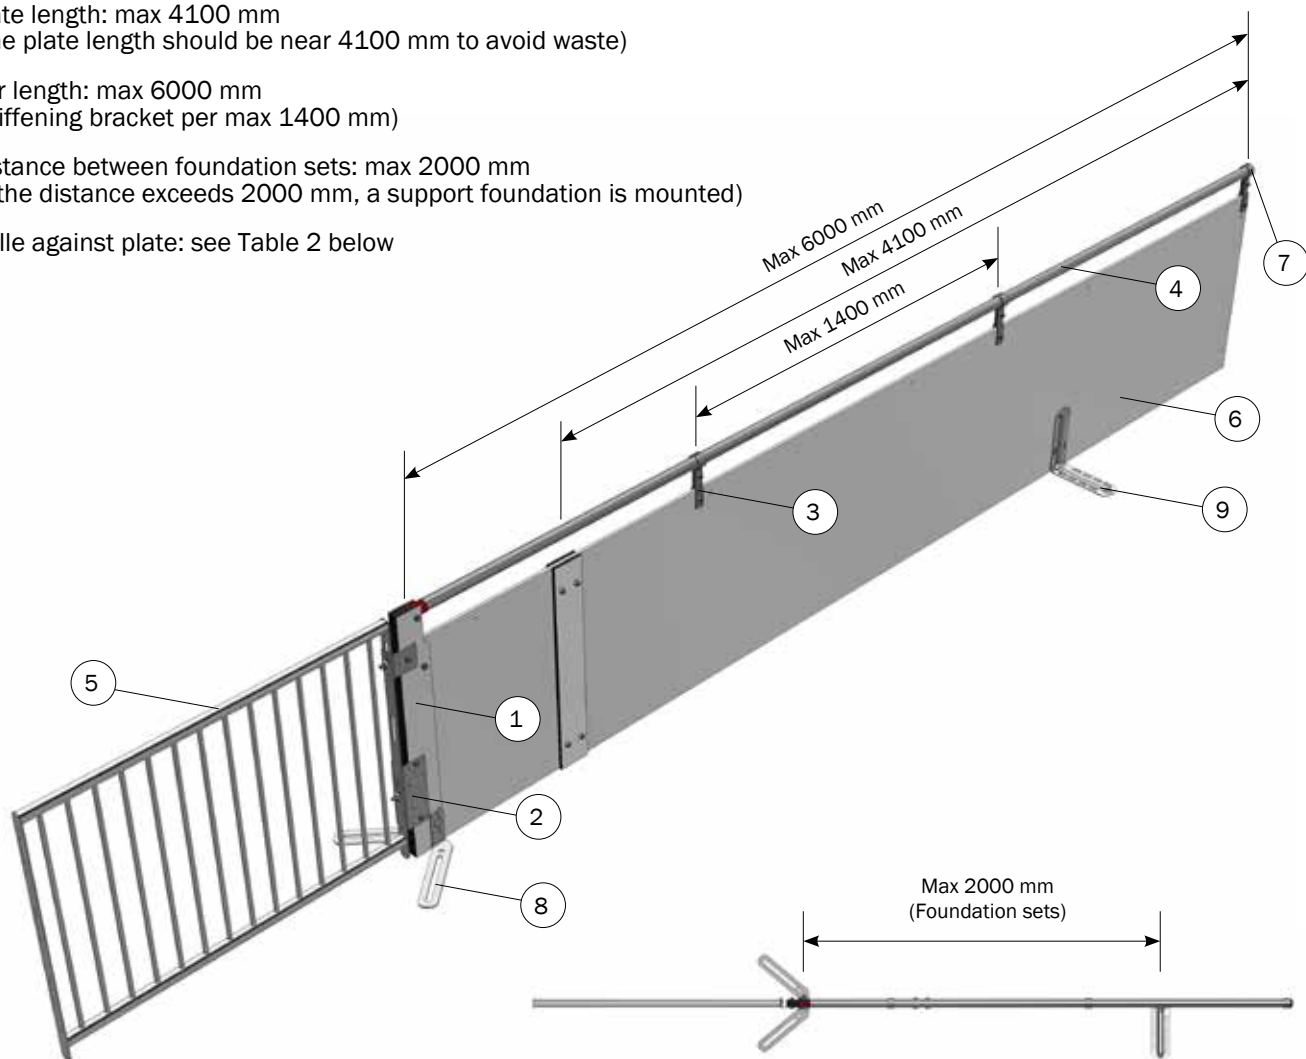 ate length: max 4100 mm
ne plate length should be near 4100 mm to avoid waste)
r length: max 6000 mm
iffening bracket per max 1400 mm)
stance between foundation sets: max 2000 mm
the distance exceeds 2000 mm, a support foundation is mounted)
lle against plate: see Table 2 below
Max 6000 mm
Max 4100 mm
Max 1400 mm
7
4
6
3
9
5
1
2
8
Max 2000 mm
(Foundation sets)